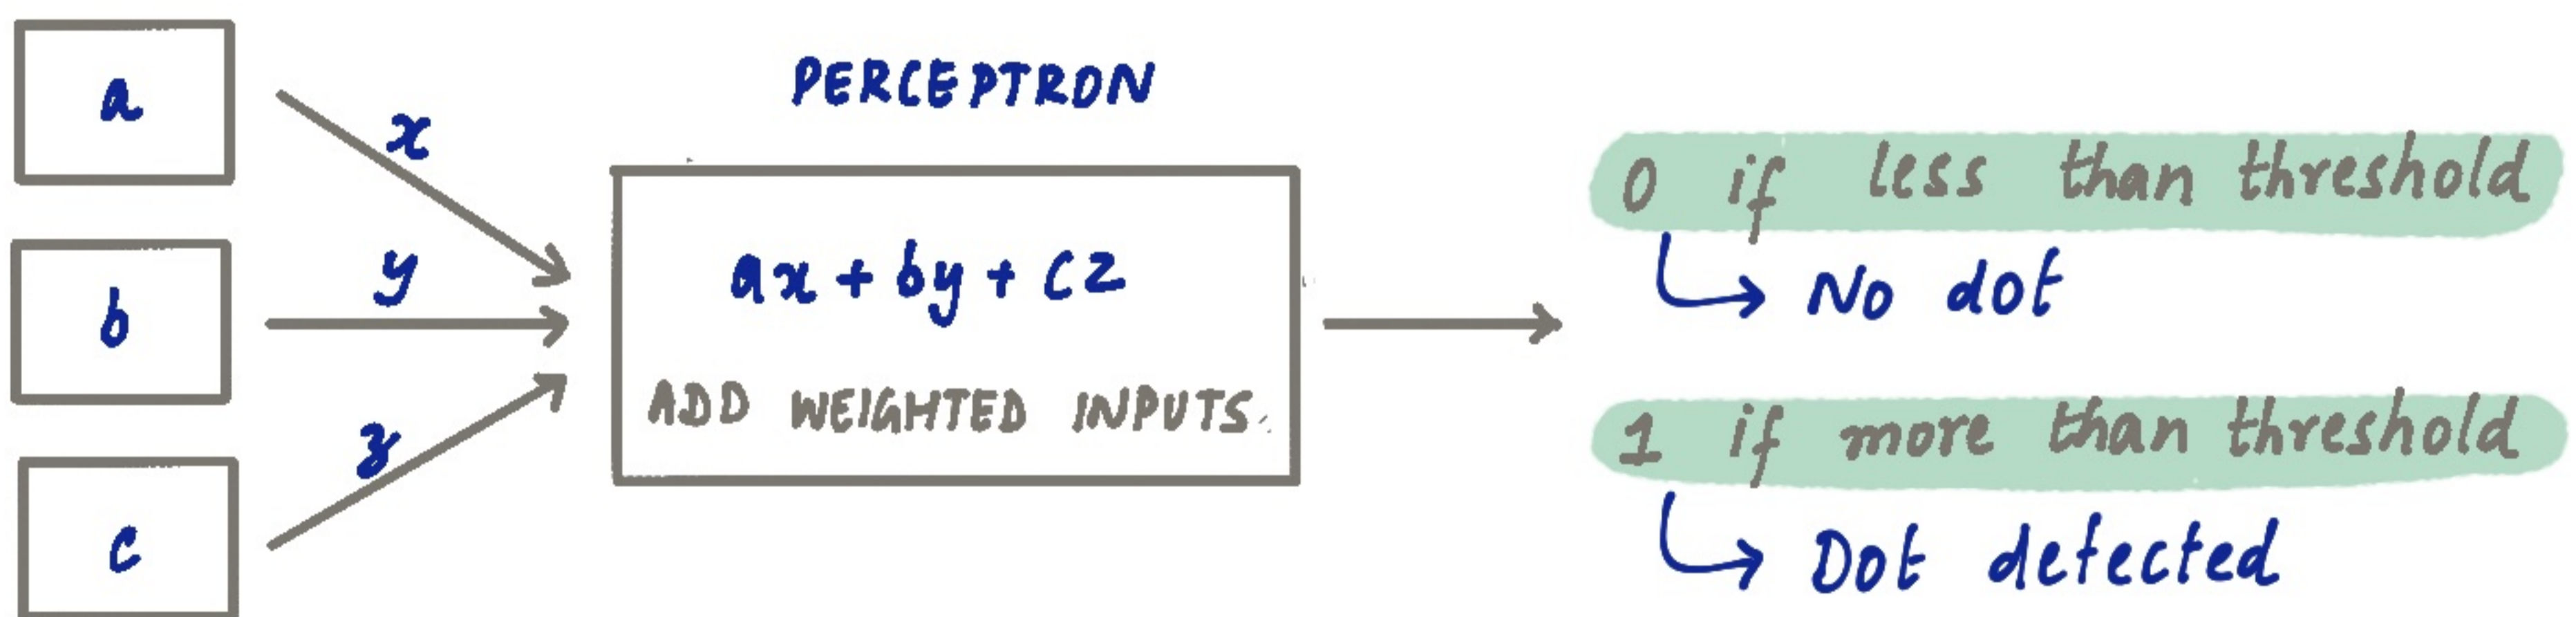 a
x
PERCEPTRON
b
y
ax + by + cz
ADD WEIGHTED INPUTS
c
z
0 if less than threshold
No dot
1 if more than threshold
Dot detected